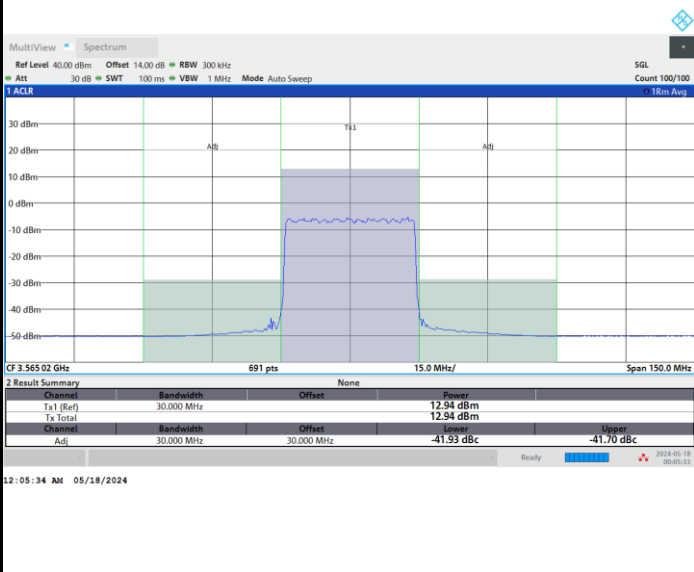 MultiView Spectrum
Ref Level 40.00 dBm Offset 14.00 dB RBW 300 kHz SGL
Att 30 dB SWT 100 ms VBW 1 MHz Mode Auto Sweep Count 100/100
1 ACLR 1Rm Avg
Tx1
Adj Adj
30 dBm
20 dBm
10 dBm
0 dBm
-10 dBm
-20 dBm
-30 dBm
-40 dBm
-50 dBm
CF 3.565 02 GHz 691 pts 15.0 MHz/ Span 150.0 MHz
2 Result Summary None
Channel Bandwidth Offset Power
Tx1 (Ref) 30.000 MHz 12.94 dBm
Tx Total 12.94 dBm
Channel Bandwidth Offset Lower Upper
Adj 30.000 MHz 30.000 MHz -41.93 dBc -41.70 dBc
Ready 2024-05-18
00:05:33
12:05:34 AM 05/18/2024